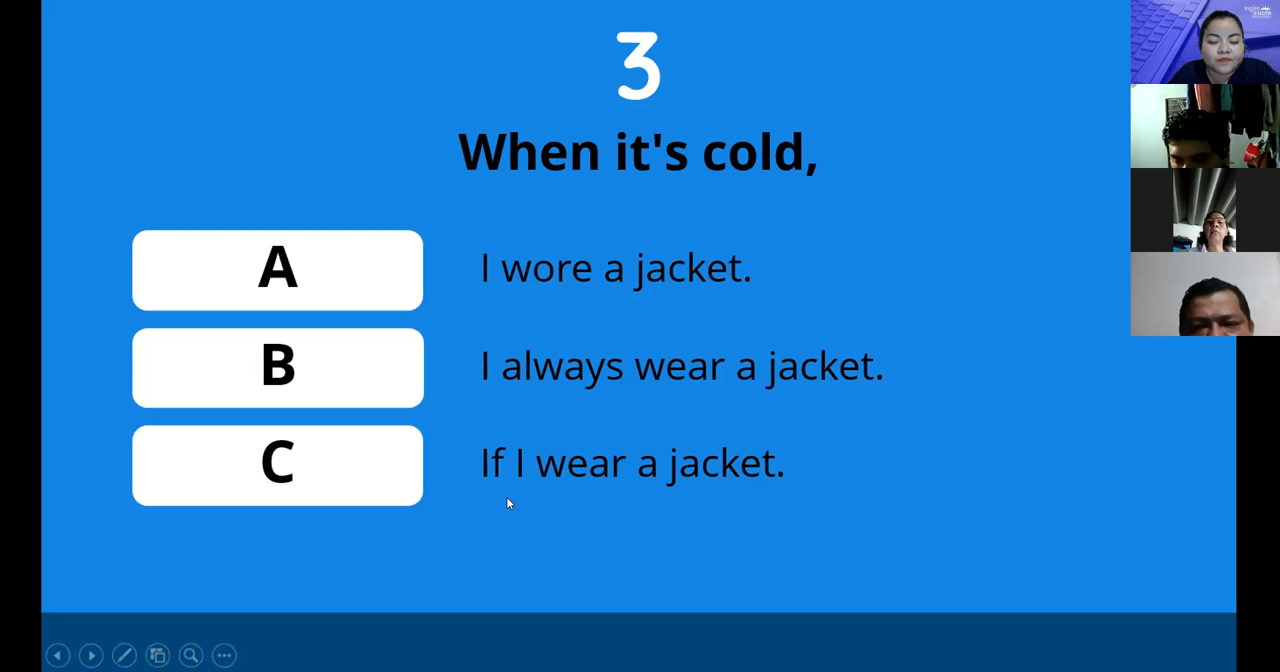 3
When it's cold,
A
I wore a jacket.
B
I always wear a jacket.
C
If I wear a jacket.